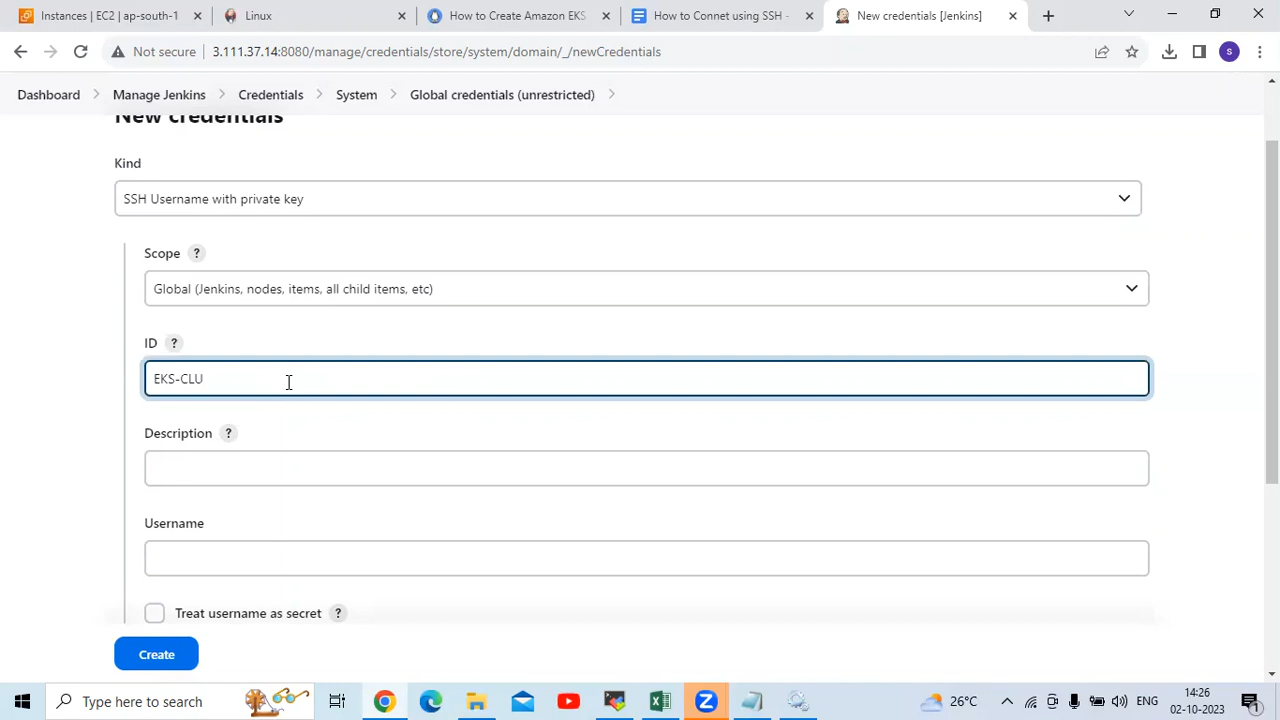 Instances | EC2 | ap-south-1
Linux
How to Create Amazon EKS
How to Connet using SSH -
New credentials [Jenkins]
Not secure
3.111.37.14:8080/manage/credentials/store/system/domain/_/newCredentials
S
Dashboard
Manage Jenkins
Credentials
System
Global credentials (unrestricted)
New credentials
Kind
SSH Username with private key
Scope ?
Global (Jenkins, nodes, items, all child items, etc)
ID ?
EKS-CLU
Description ?
Username
Treat username as secret ?
Create
Type here to search
26°C
ENG
14:26
02-10-2023
1